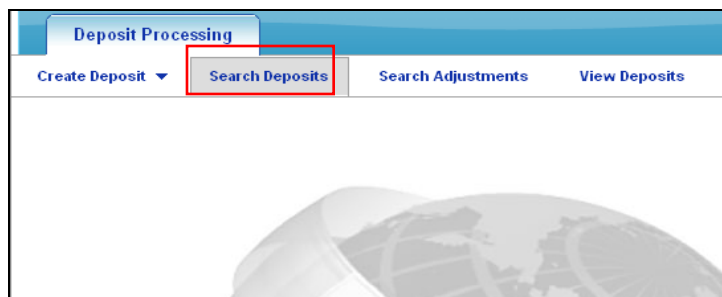 Deposit Processing
Create Deposit Search Deposits Search Adjustments View Deposits